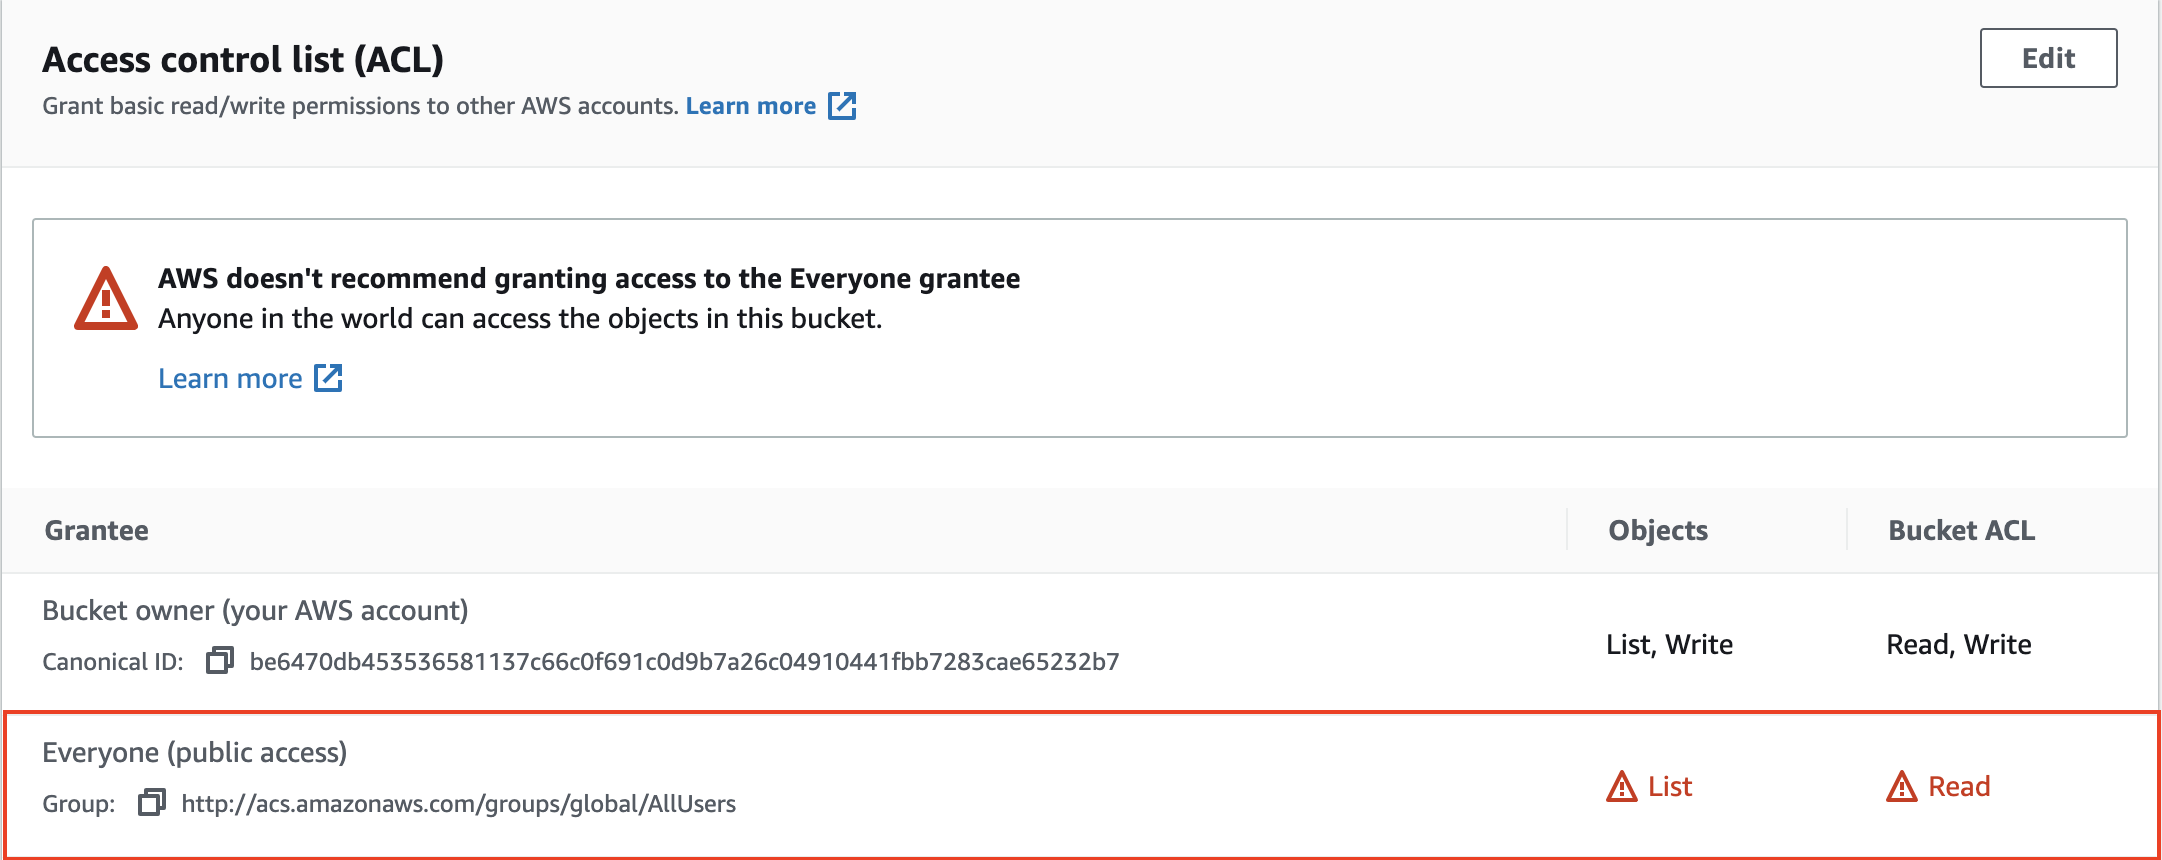 Access control list (ACL)
Edit
Grant basic read/write permissions to other AWS accounts. Learn more
AWS doesn't recommend granting access to the Everyone grantee
Anyone in the world can access the objects in this bucket.
Learn more
Grantee Objects Bucket ACL
Bucket owner (your AWS account)
List, Write Read, Write
Canonical ID: be6470db453536581137c66c0f691c0d9b7a26c04910441fbb7283cae65232b7
Everyone (public access)
List Read
Group: http://acs.amazonaws.com/groups/global/AllUsers